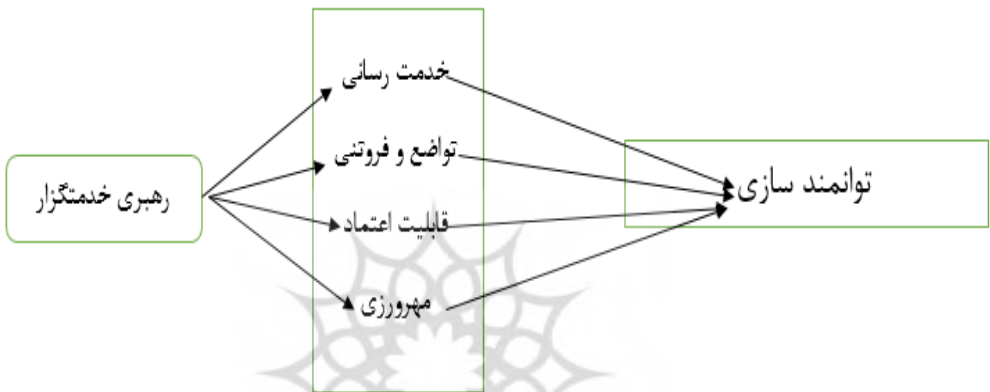 رهبری خدمتگزار
خدمت رسانی
تواضع و فروتنی
قابلیت اعتماد
مهرورزی
توانمند سازی